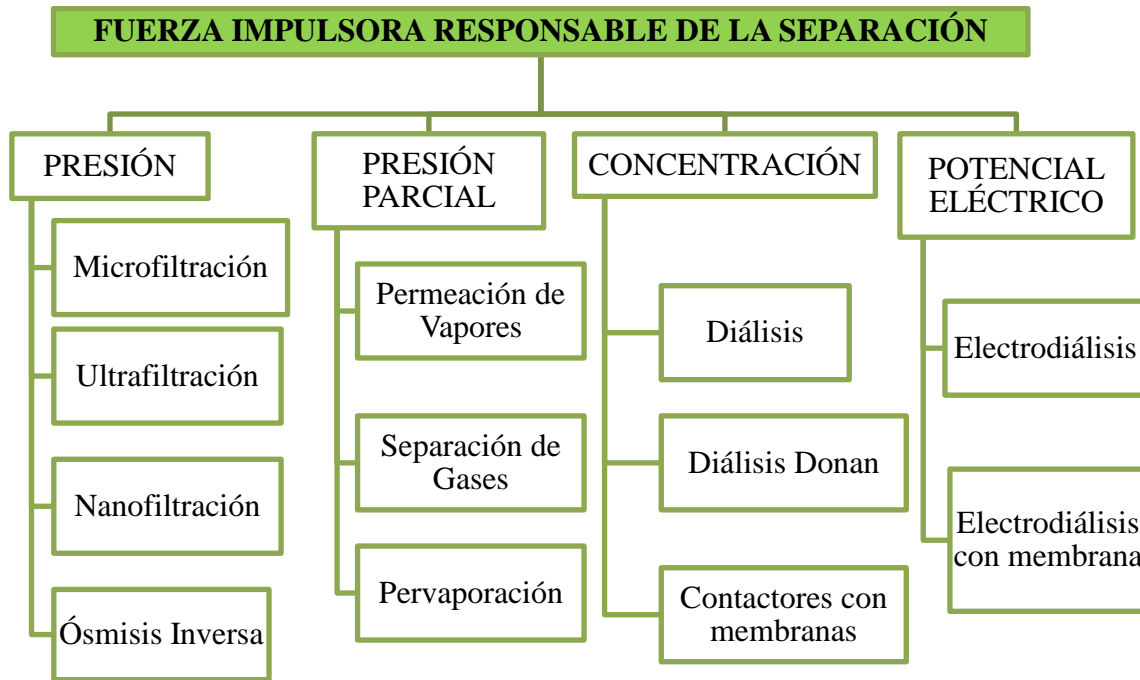 FUERZA IMPULSORA RESPONSABLE DE LA SEPARACIÓN
PRESIÓN
Microfiltración
Ultrafiltración
Nanofiltración
Ósmisis Inversa
PRESIÓN
PARCIAL
Permeación de
Vapores
Separación de
Gases
Pervaporación
CONCENTRACIÓN
Diálisis
Diálisis Donan
Contactores con
membranas
POTENCIAL
ELÉCTRICO
Electrodiálisis
Electrodiálisis
con membrana